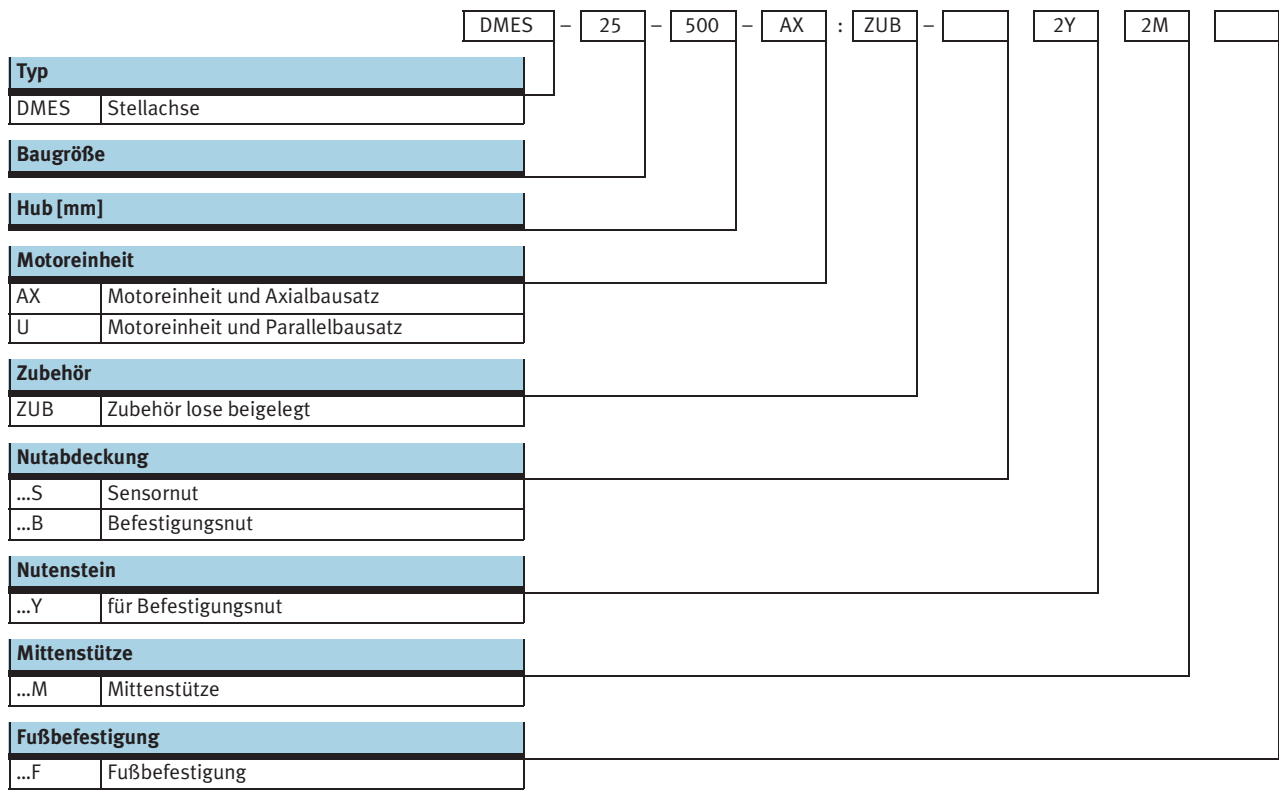 DMES – 25 – 500 – AX : ZUB – 2Y 2M
Typ
DMES Stellachse
Baugröße
Hub [mm]
Motoreinheit
AX Motoreinheit und Axialbausatz
U Motoreinheit und Parallelbausatz
Zubehör
ZUB Zubehör lose beigelegt
Nutabdeckung
...S Sensornut
...B Befestigungsnut
Nutenstein
...Y für Befestigungsnut
Mittenstütze
...M Mittenstütze
Fußbefestigung
...F Fußbefestigung